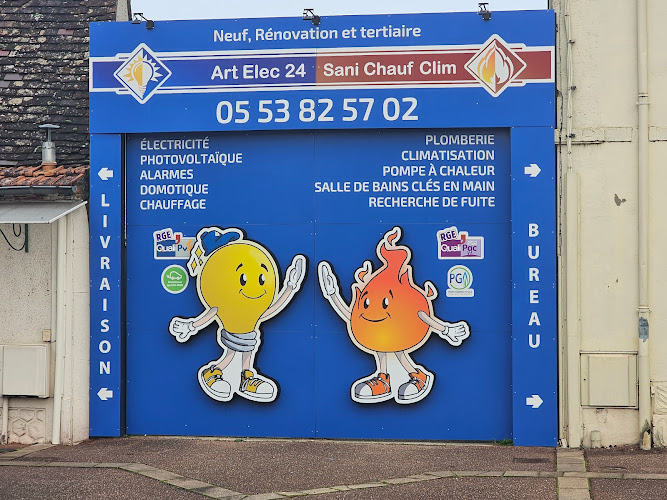 Neuf, Rénovation et tertiaire
Art Elec 24
Sani Chauf Clim
05 53 82 57 02
ÉLECTRICITÉ
PHOTOVOLTAÏQUE
ALARMES
DOMOTIQUE
CHAUFFAGE
PLOMBERIE
CLIMATISATION
POMPE À CHALEUR
SALLE DE BAINS CLÉS EN MAIN
RECHERCHE DE FUITE
LIVRAISON
BUREAU
RGE
Quali'PV
RGE
Quali'Pac
PG